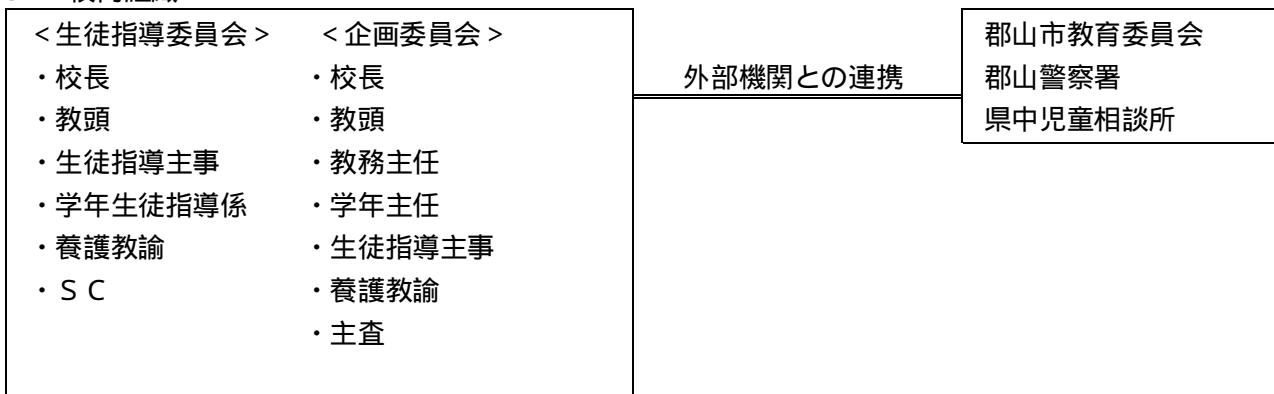 <生徒指導委員会>
・校長
・教頭
・生徒指導主事
・学年生徒指導係
・養護教諭
・ＳＣ
<企画委員会>
・校長
・教頭
・教務主任
・学年主任
・生徒指導主事
・養護教諭
・主査
外部機関との連携
郡山市教育委員会
郡山警察署
県中児童相談所